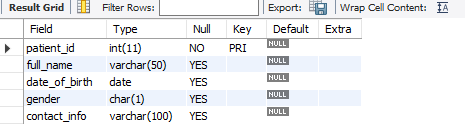 Result Grid Filter Rows: Export: Wrap Cell Content:
Field Type Null Key Default Extra
patient_id int(11) NO PRI NULL
full_name varchar(50) YES NULL
date_of_birth date YES NULL
gender char(1) YES NULL
contact_info varchar(100) YES NULL